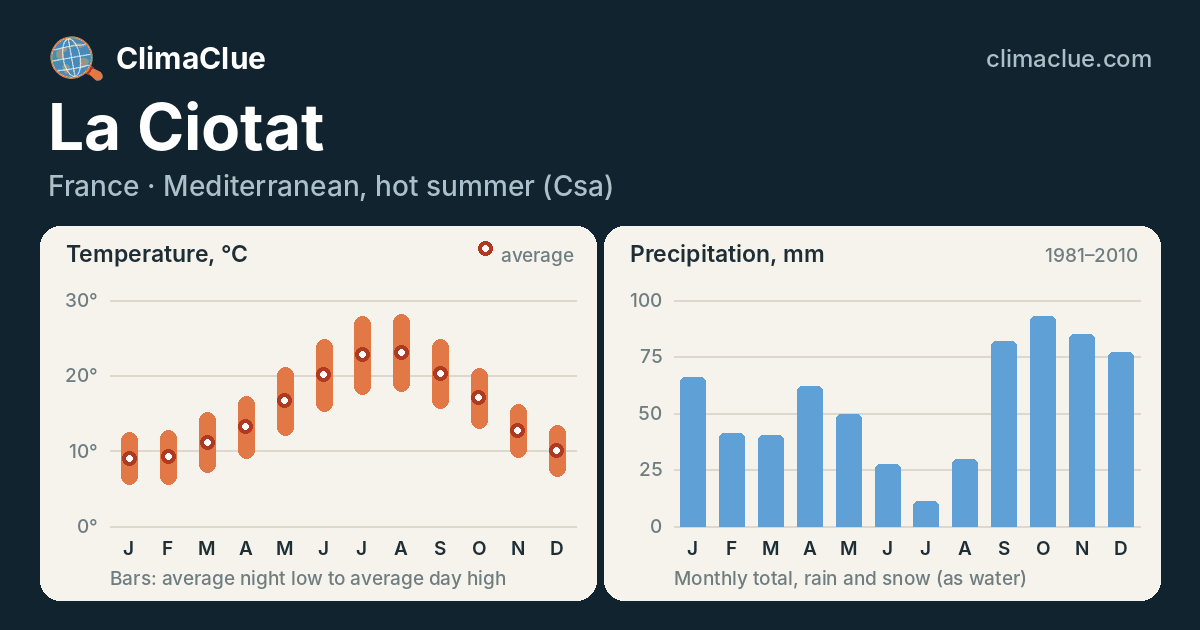 ClimaClue
climaclue.com
La Ciotat
France · Mediterranean, hot summer (Csa)
Temperature, °C
average
30°
20°
10°
0°
J F M A M J J A S O N D
Bars: average night low to average day high
Precipitation, mm
1981–2010
100
75
50
25
0
J F M A M J J A S O N D
Monthly total, rain and snow (as water)